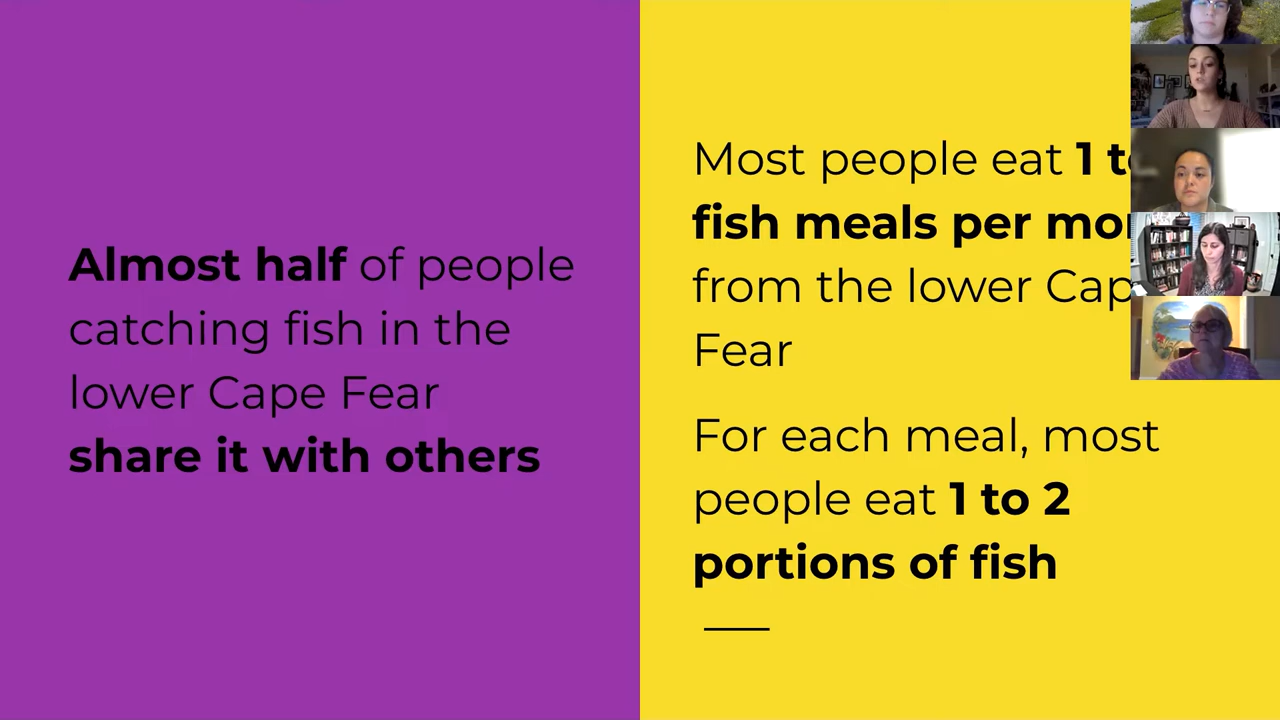 Almost half of people
catching fish in the
lower Cape Fear
share it with others
Most people eat 1
fish meals per
from the lower
Fear
For each meal, most
people eat 1 to 2
portions of fish